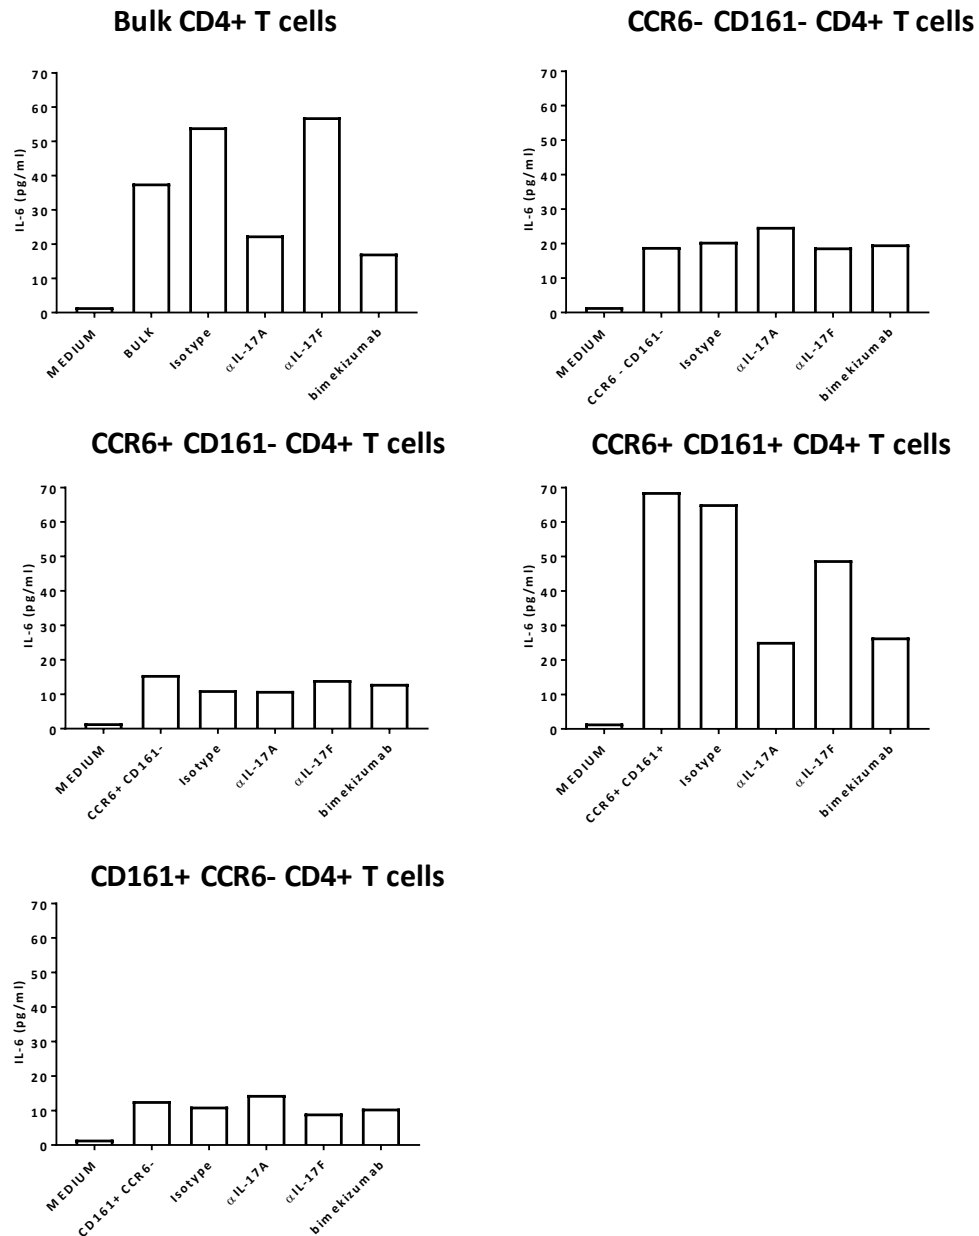 Bulk CD4+ T cells
70
60
50
40
30
20
10
0
IL-6 (pg/ml)
MEDIUM
BULK
Isotype
αIL-17A
αIL-17F
bimekizumab
CCR6- CD161- CD4+ T cells
70
60
50
40
30
20
10
0
IL-6 (pg/ml)
MEDIUM
CCR6 - CD161-
Isotype
αIL-17A
αIL-17F
bimekizumab
CCR6+ CD161- CD4+ T cells
70
60
50
40
30
20
10
0
IL-6 (pg/ml)
MEDIUM
CCR6+ CD161-
Isotype
αIL-17A
αIL-17F
bimekizumab
CCR6+ CD161+ CD4+ T cells
70
60
50
40
30
20
10
0
IL-6 (pg/ml)
MEDIUM
CCR6+ CD161+
Isotype
αIL-17A
αIL-17F
bimekizumab
CD161+ CCR6- CD4+ T cells
70
60
50
40
30
20
10
0
IL-6 (pg/ml)
MEDIUM
CD161+ CCR6-
Isotype
αIL-17A
αIL-17F
bimekizumab